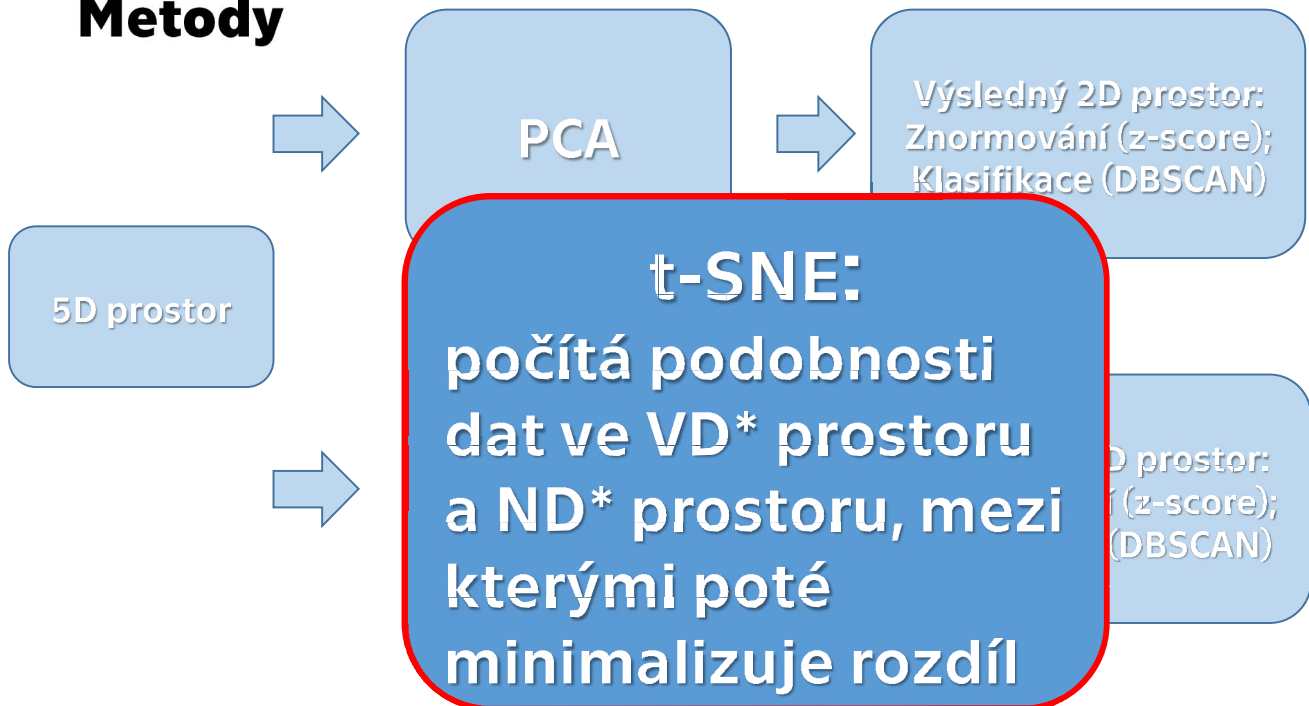 Metody
PCA
Výsledný 2D prostor:
Znormování (z-score);
Klasifikace (DBSCAN)
5D prostor
t-SNE:
počítá podobnosti
dat ve VD* prostoru
a ND* prostoru, mezi
kterými poté
minimalizuje rozdíl
D prostor:
í (z-score);
(DBSCAN)